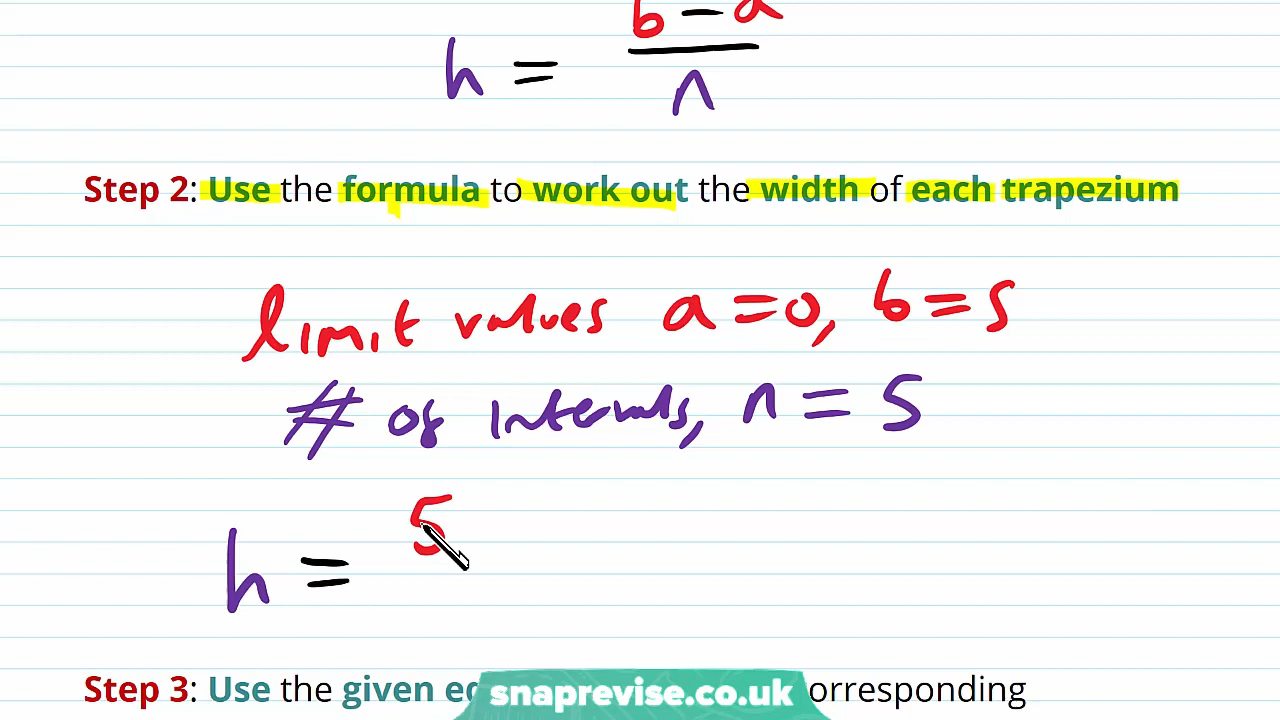 h = b - a
n
Step 2: Use the formula to work out the width of each trapezium
limit values a = 0, b = 5
# of intervals, n = 5
h = 5
Step 3: Use the given eq
orresponding
snaprevise.co.uk